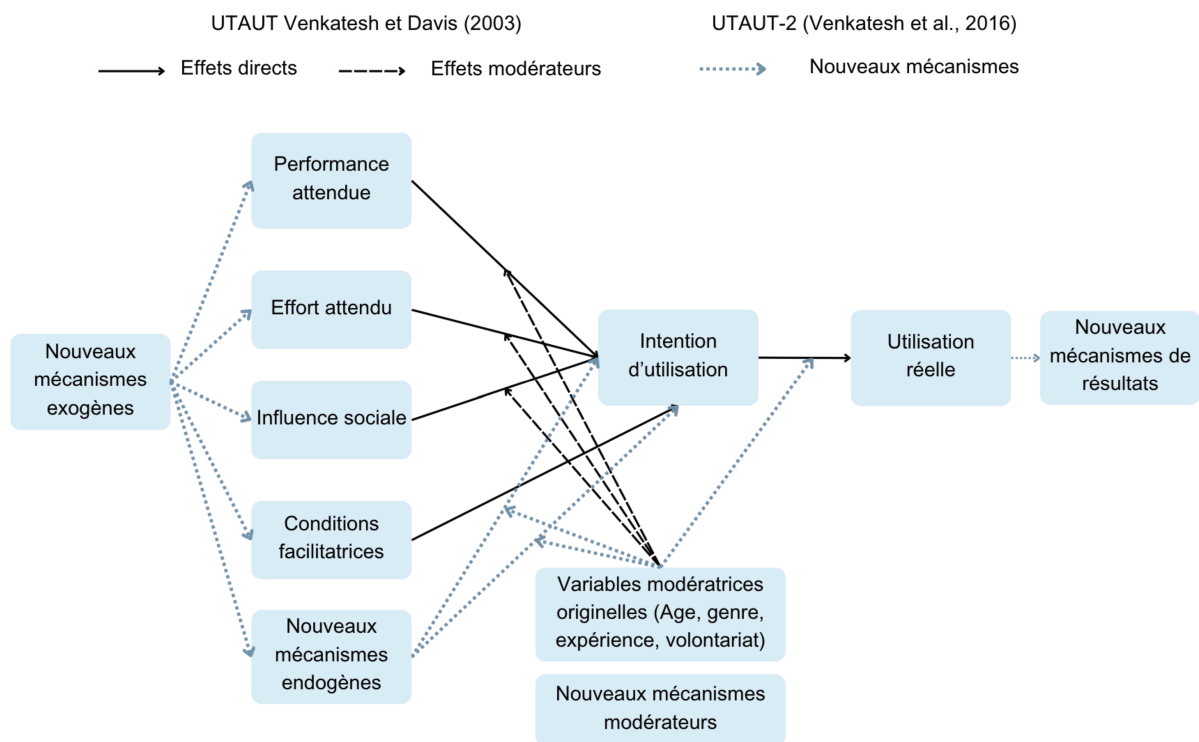 UTAUT Venkatesh et Davis (2003)
UTAUT-2 (Venkatesh et al., 2016)
Effets directs
Effets modérateurs
Nouveaux mécanismes
Performance
attendue
Effort attendu
Nouveaux
mécanismes
exogènes
Influence sociale
Conditions
facilitatrices
Nouveaux
mécanismes
endogènes
Intention
d'utilisation
Utilisation
réelle
Nouveaux
mécanismes de
résultats
Variables modératrices
originelles (Age, genre,
expérience, volontariat)
Nouveaux mécanismes
modérateurs